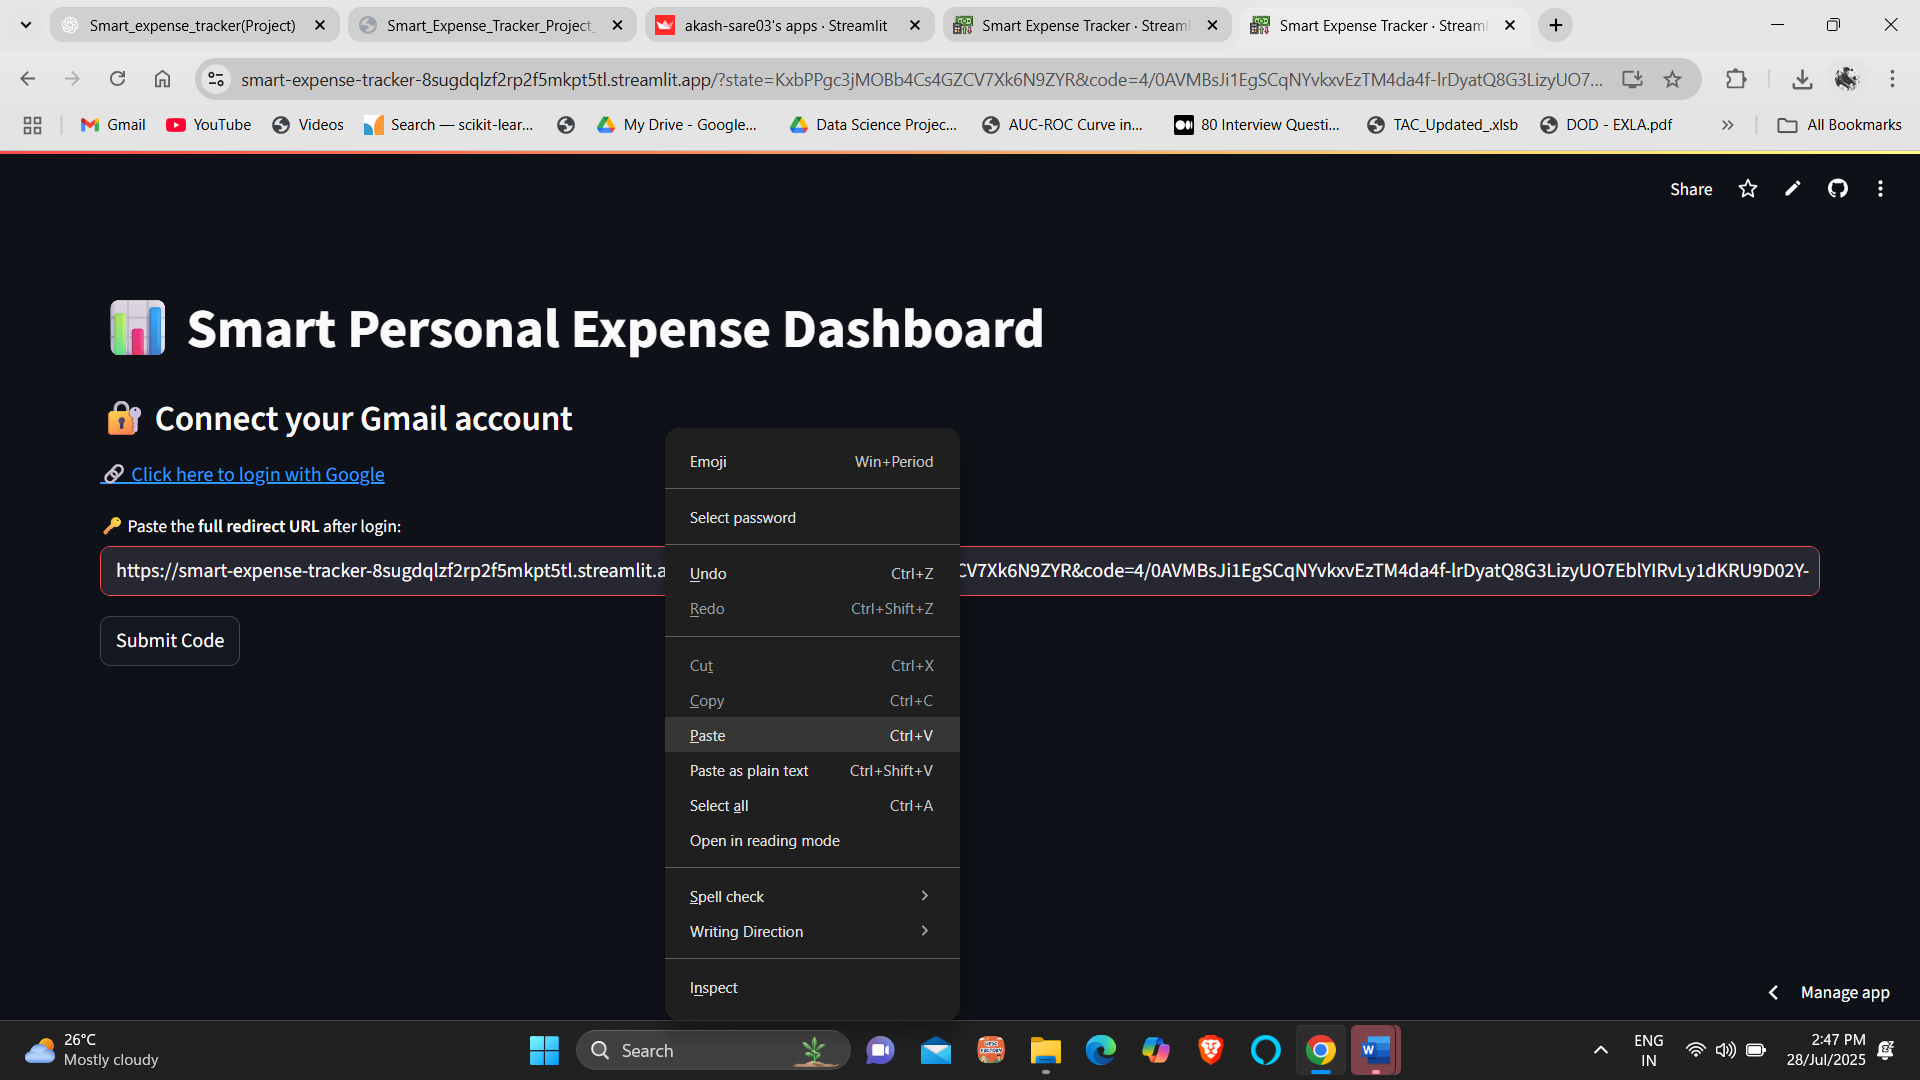 Smart_expense_tracker(Project)
Smart_Expense_Tracker_Project_
akash-sare03's apps · Streamlit
Smart Expense Tracker · Streaml
Smart Expense Tracker · Streaml
smart-expense-tracker-8sugdqlzf2rp2f5mkpt5tl.streamlit.app/?state=KxbPPgc3jMOBb4Cs4GZCV7Xk6N9ZYR&code=4/0AVMBsJi1EgSCqNYvkxvEzTM4da4f-lrDyatQ8G3LizyUO7...
Gmail
YouTube
Videos
Search — scikit-lear...
My Drive - Google...
Data Science Projec...
AUC-ROC Curve in...
80 Interview Questi...
TAC_Updated_.xlsb
DOD - EXLA.pdf
All Bookmarks
Share
Smart Personal Expense Dashboard
Connect your Gmail account
Click here to login with Google
Paste the full redirect URL after login:
https://smart-expense-tracker-8sugdqlzf2rp2f5mkpt5tl.streamlit.a
CV7Xk6N9ZYR&code=4/0AVMBsJi1EgSCqNYvkxvEzTM4da4f-lrDyatQ8G3LizyUO7EblYIRvLy1dKRU9D02Y-
Submit Code
Emoji Win+Period
Select password
Undo Ctrl+Z
Redo Ctrl+Shift+Z
Cut Ctrl+X
Copy Ctrl+C
Paste Ctrl+V
Paste as plain text Ctrl+Shift+V
Select all Ctrl+A
Open in reading mode
Spell check
Writing Direction
Inspect
Manage app
26°C
Mostly cloudy
Search
ENG
IN
2:47 PM
28/Jul/2025